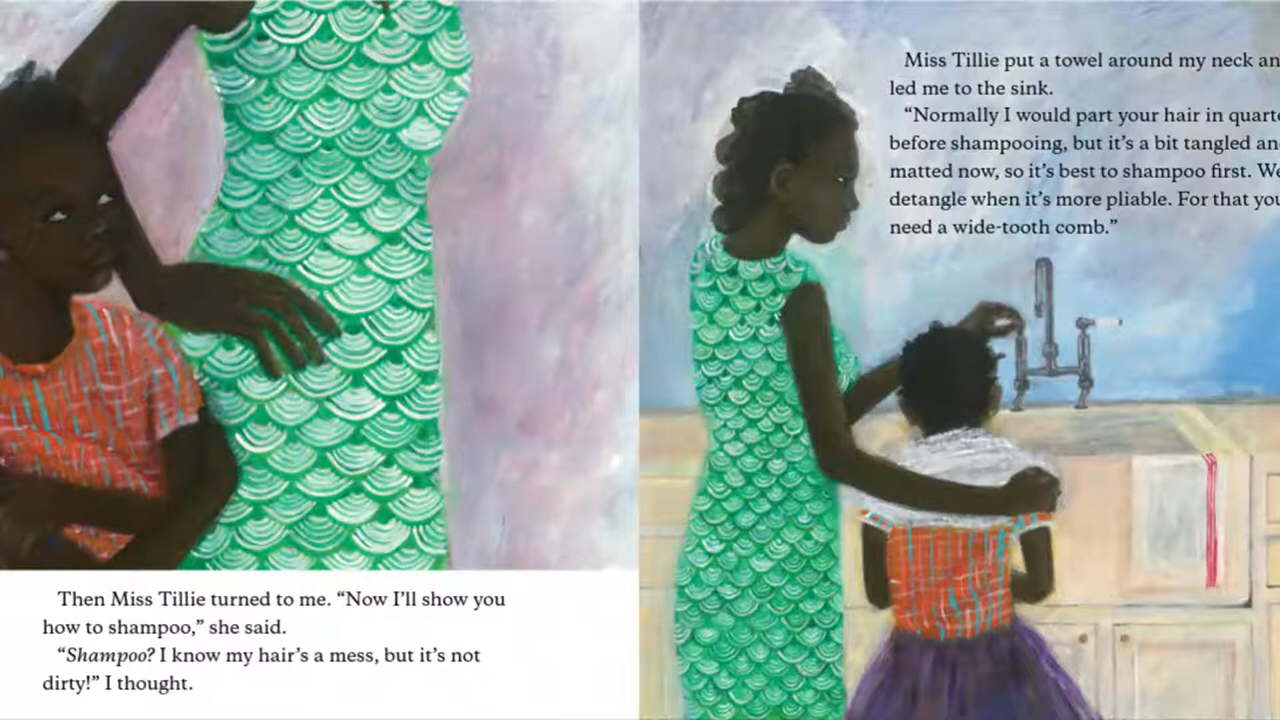 Then Miss Tillie turned to me. “Now I’ll show you
how to shampoo,” she said.
“Shampoo? I know my hair’s a mess, but it’s not
dirty!” I thought.
Miss Tillie put a towel around my neck
led me to the sink.
“Normally I would part your hair in
before shampooing, but it’s a bit tangled
matted now, so it’s best to shampoo first.
detangle when it’s more pliable. For that
need a wide-tooth comb.”